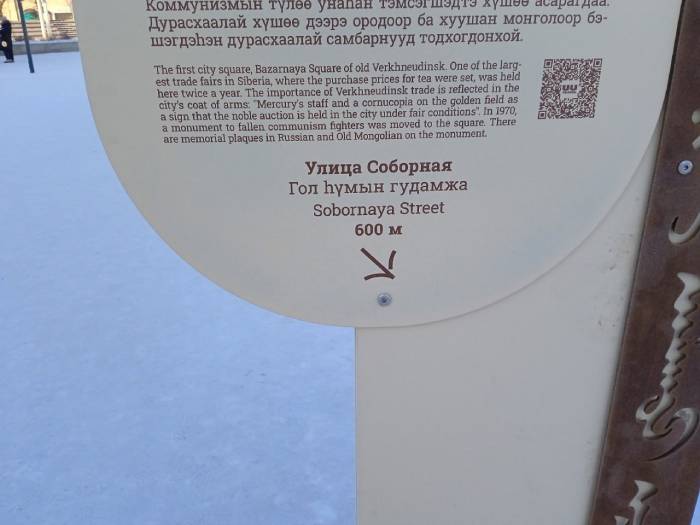 Коммунизмын түлөө унаһан тэмсэгшэдтэ хүшөө асарагдаа.
Дурасхаалай хүшөө дээрэ ородоор ба хуушан монголоор бэ-
шэгдэһэн дурасхаалай самбарнууд тодхогдонхой.
The first city square, Bazarnaya Square of old Verkhneudinsk. One of the larg-
est trade fairs in Siberia, where the purchase prices for tea were set, was held
here twice a year. The importance of Verkhneudinsk trade is reflected in the
city's coat of arms: "Mercury's staff and a cornucopia on the golden field as
a sign that the noble auction is held in the city under fair conditions". In 1970,
a monument to fallen communism fighters was moved to the square. There
are memorial plaques in Russian and Old Mongolian on the monument.
Улица Соборная
Гол һүмын гудамжа
Sobornaya Street
600 м